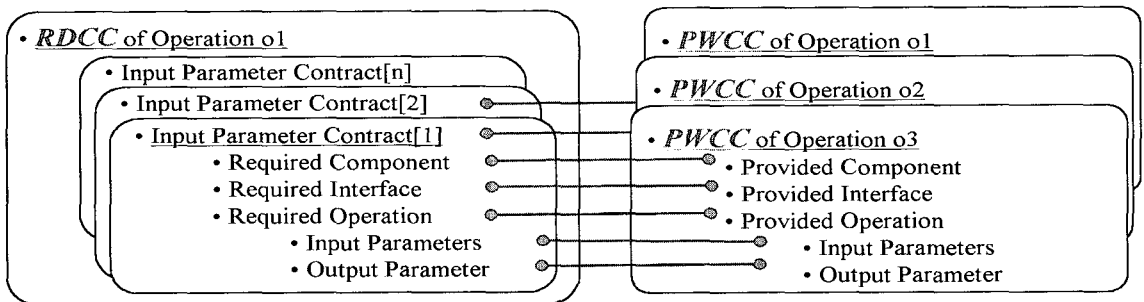 • RDCC of Operation o1
• Input Parameter Contract[n]
• Input Parameter Contract[2]
• Input Parameter Contract[1]
• Required Component
• Required Interface
• Required Operation
• Input Parameters
• Output Parameter
• PWCC of Operation o1
• PWCC of Operation o2
• PWCC of Operation o3
• Provided Component
• Provided Interface
• Provided Operation
• Input Parameters
• Output Parameter